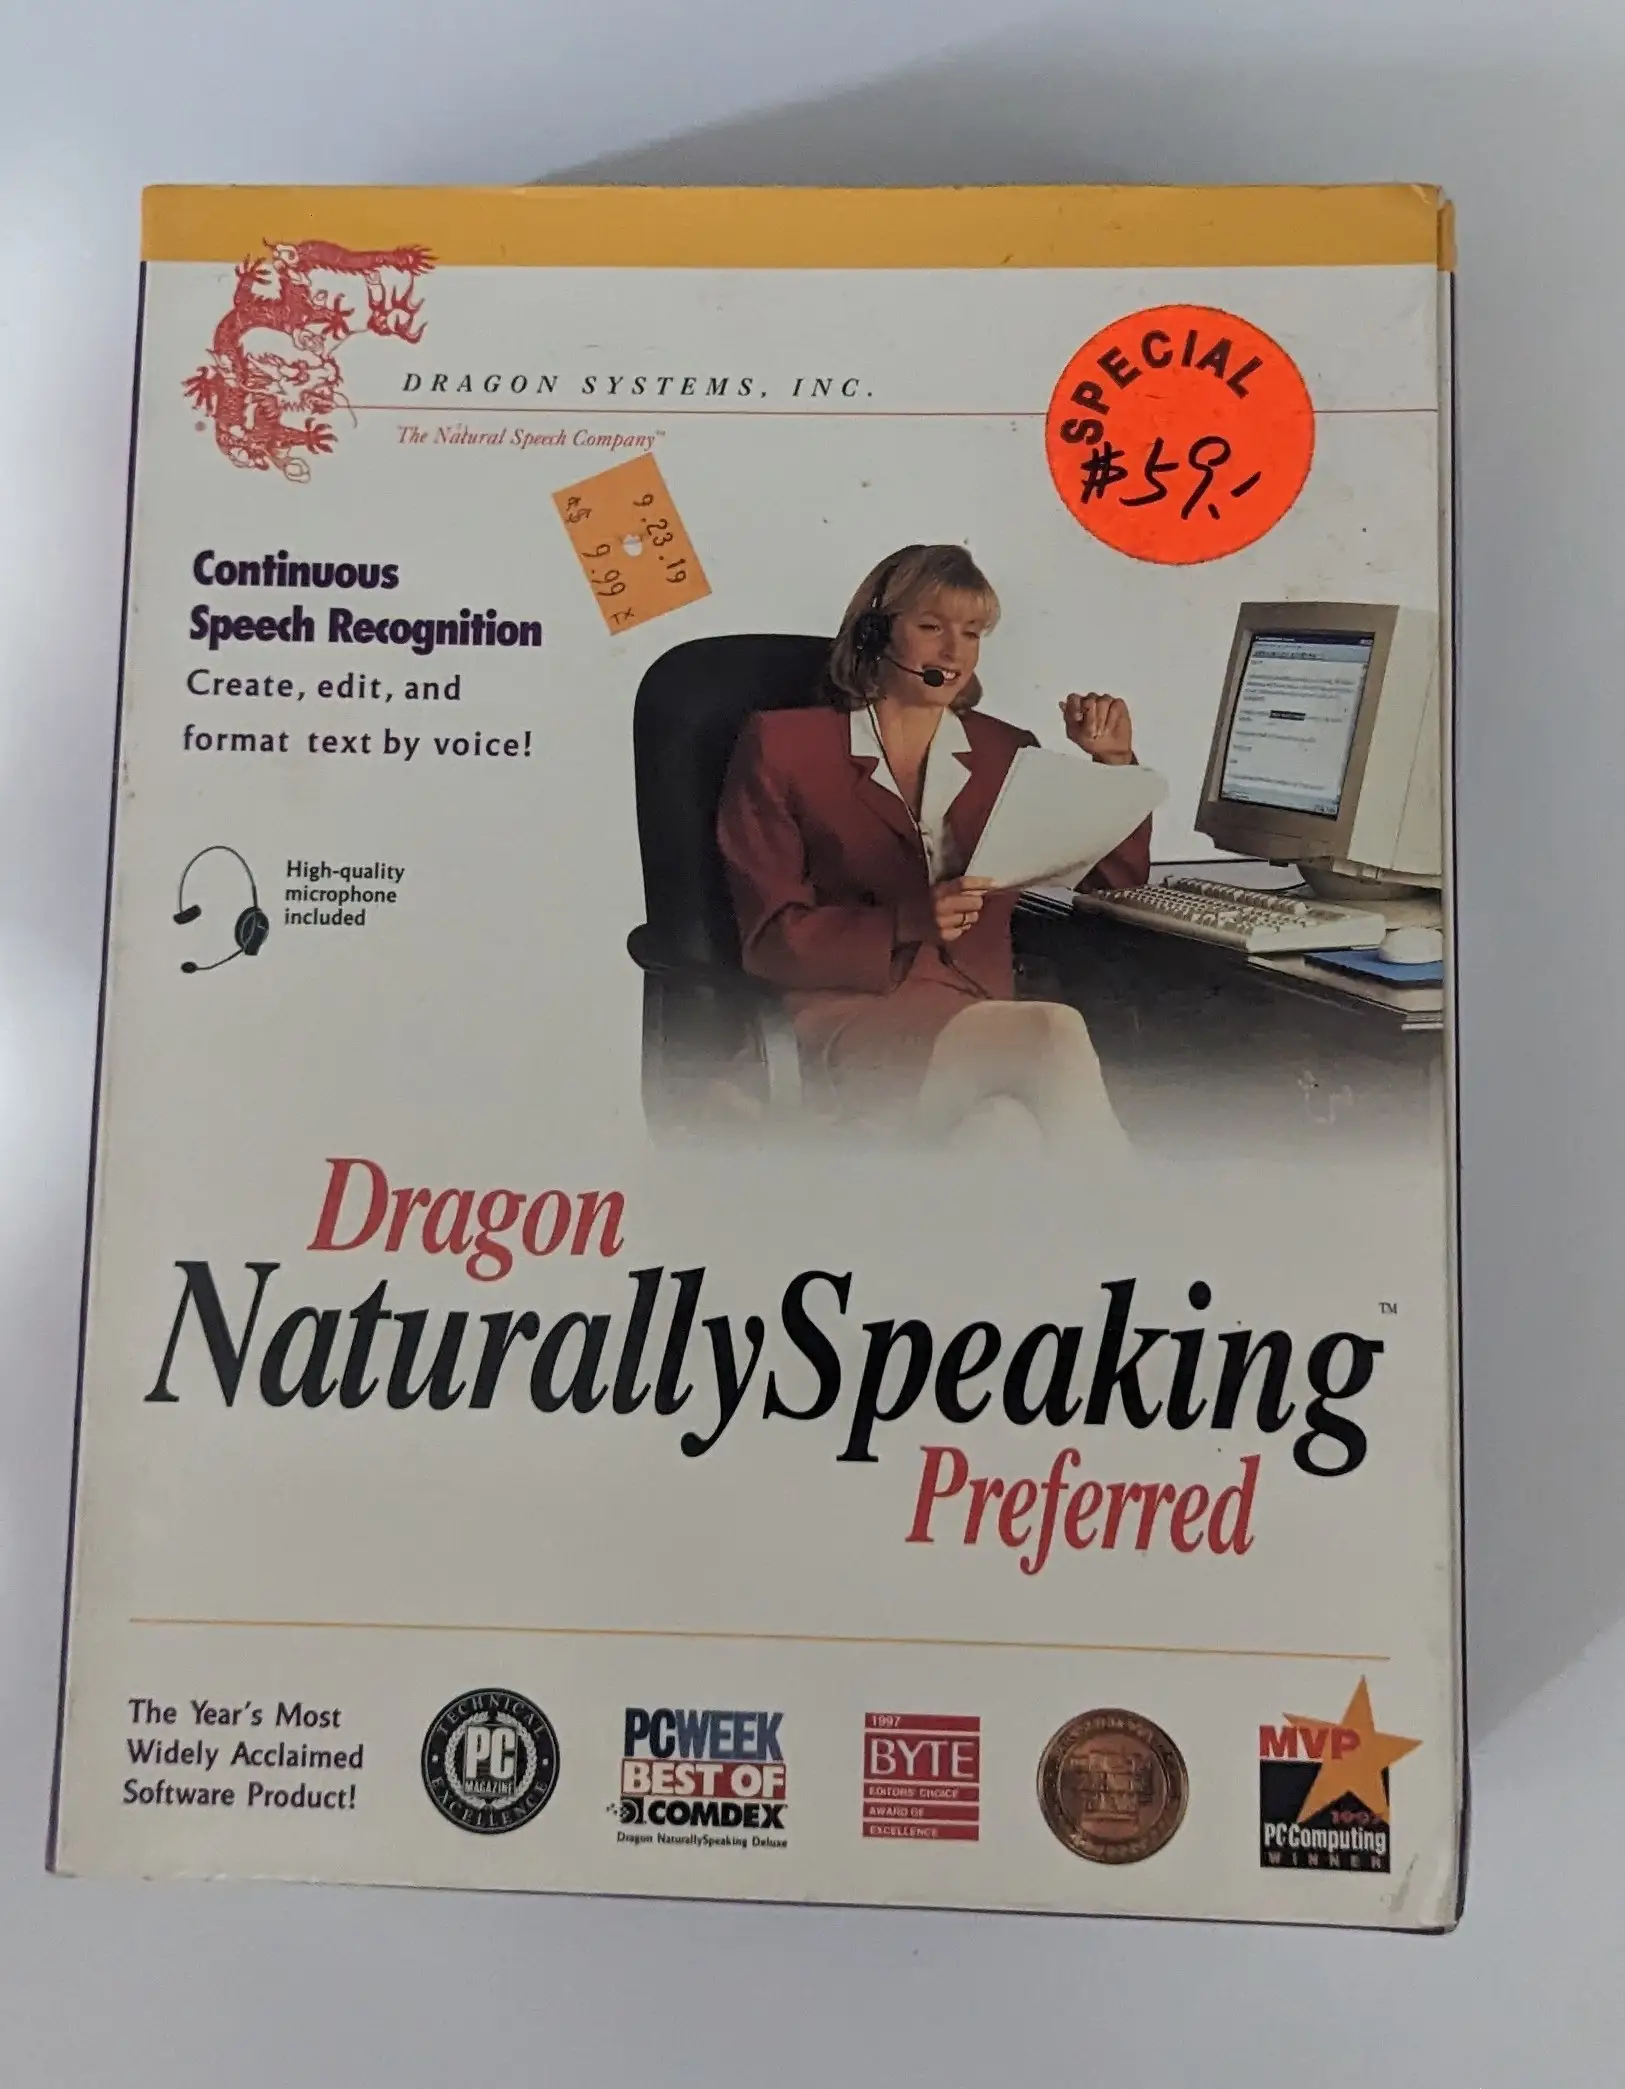 DRAGON SYSTEMS, INC.
The Natural Speech Company™
SPECIAL
$59.-
9.23.19
A$ 9.99 TX
Continuous
Speech Recognition
Create, edit, and
format text by voice!
High-quality
microphone
included
Dragon
NaturallySpeaking™
Preferred
The Year's Most
Widely Acclaimed
Software Product!
TECHNICAL
PC
MAGAZINE
EXCELLENCE
PCWEEK
BEST OF
COMDEX
Dragon NaturallySpeaking Deluxe
1997
BYTE
EDITORS' CHOICE
AWARD OF
EXCELLENCE
MVP
PC Computing
WINNER